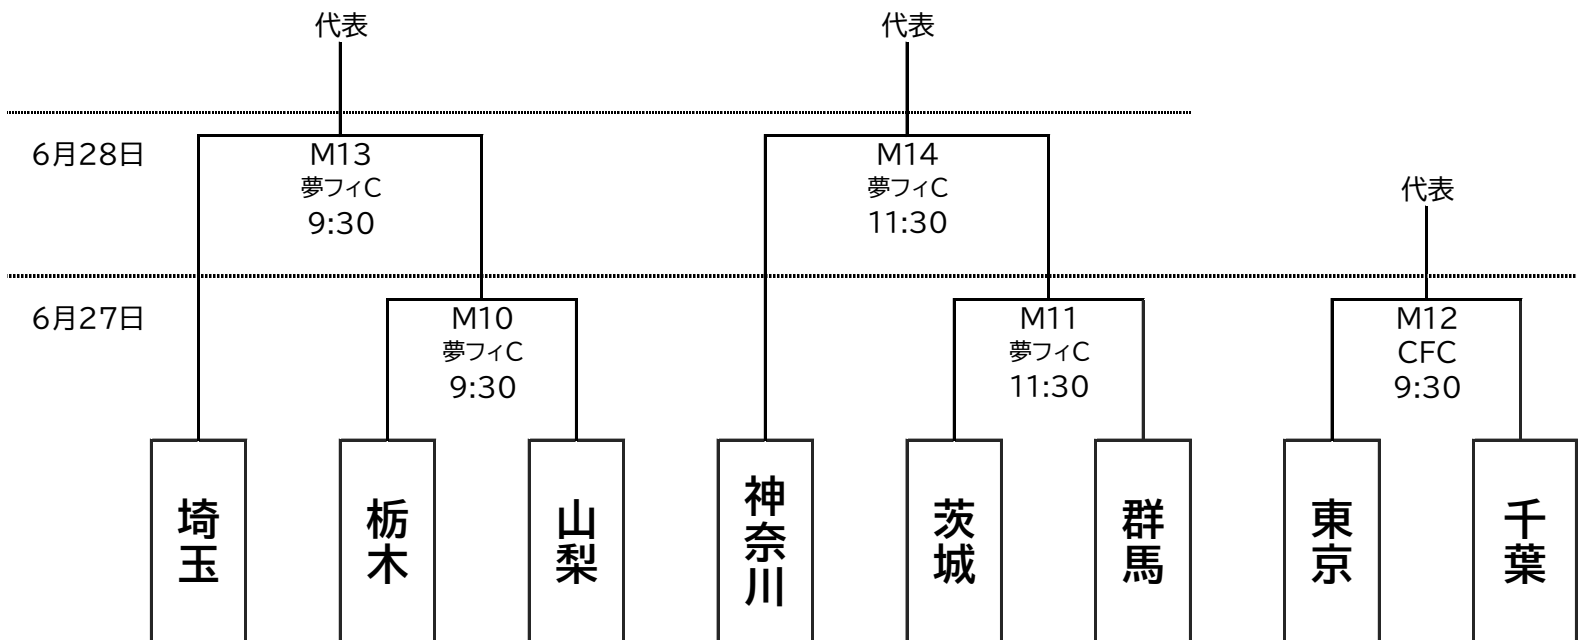 代表
代表
6月28日
M13
夢フィC
9:30
M14
夢フィC
11:30
代表
6月27日
M10
夢フィC
9:30
M11
夢フィC
11:30
M12
CFC
9:30
埼玉
栃木
山梨
神奈川
茨城
群馬
東京
千葉